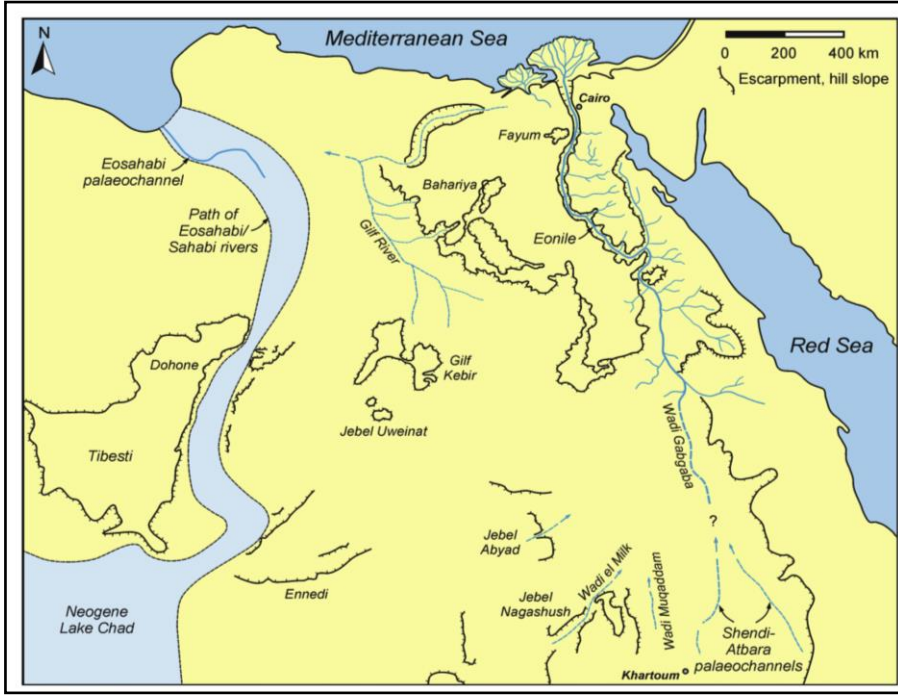 N
Mediterranean Sea
0 200 400 km
Escarpment, hill slope
Cairo
Fayum
Eosahabi
palaeochannel
Bahariya
Path of
Eosahabi/
Sahabi rivers
Gilf River
Eonile
Red Sea
Dohone
Gilf
Kebir
Jebel Uweinat
Tibesti
Wadi Gabgaba
?
Jebel
Abyad
Wadi el Milk
Wadi Muqaddam
Ennedi
Jebel
Nagashush
Neogene
Lake Chad
Shendi-
Atbara
palaeochannels
Khartoum